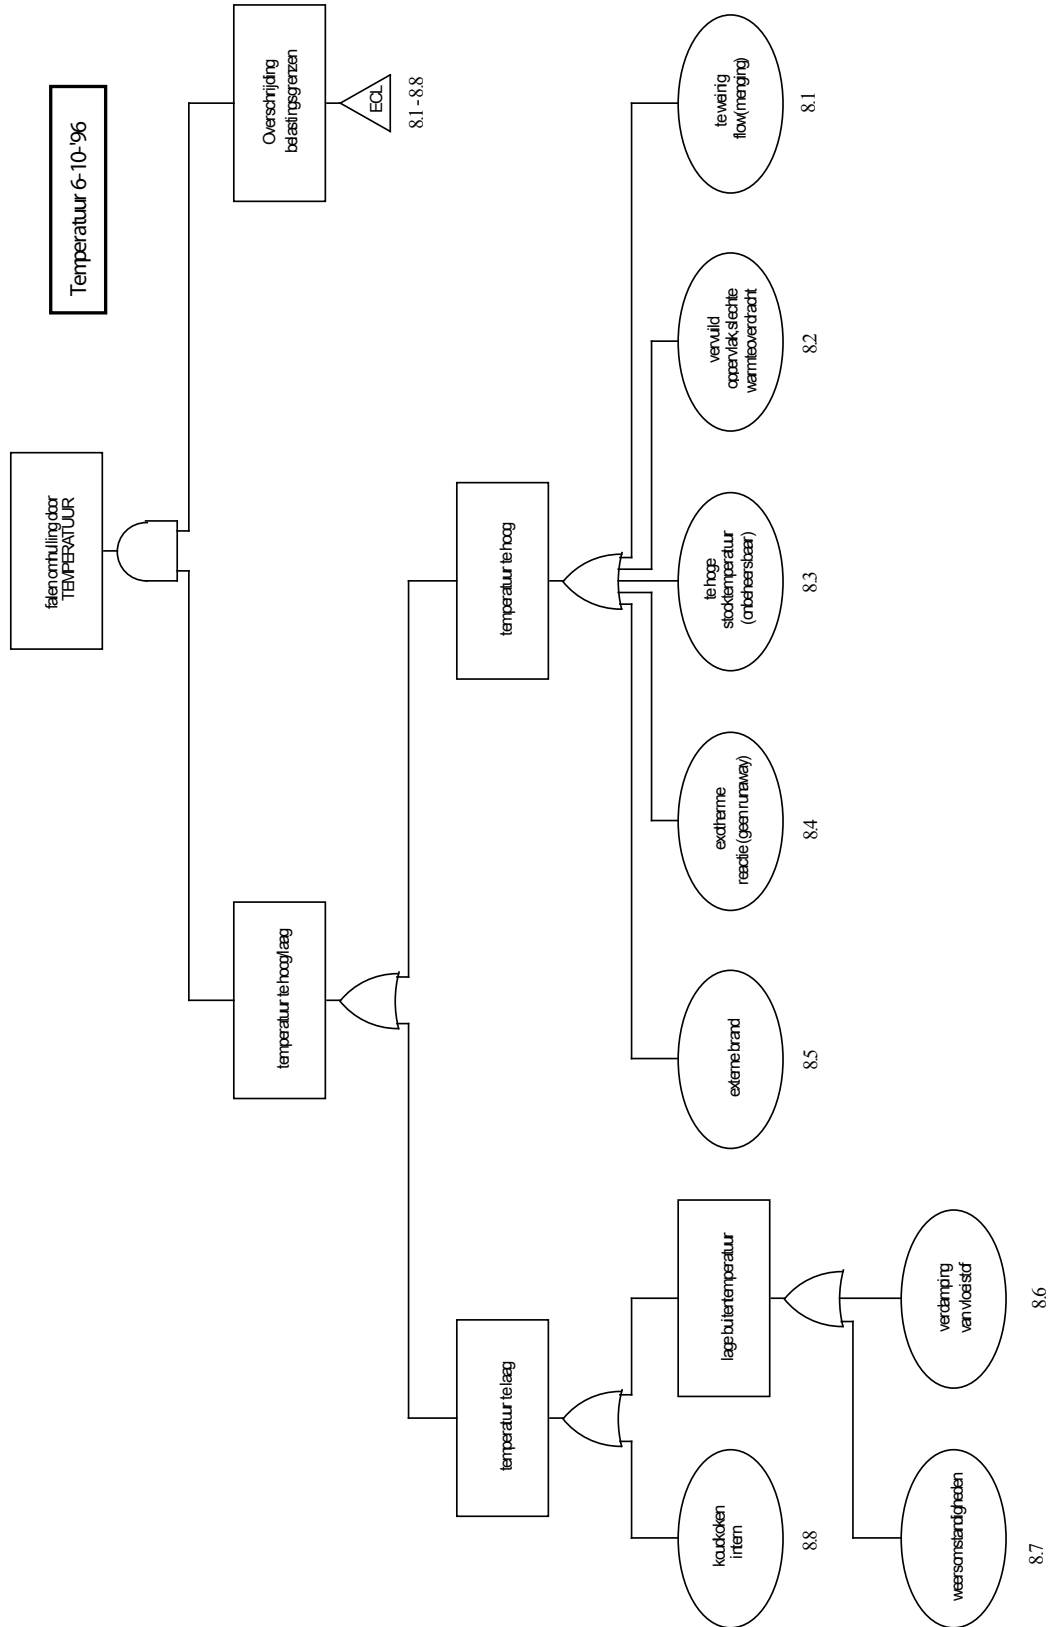 Temperatuur 6-10-'96
falen omhulling door
TEMPERATUUR
temperatuur te hoog/laag
Overschrijding
belastingsgrenzen
ECL
8.1 - 8.8
temperatuur te laag
temperatuur te hoog
koudkoken
intern
8.8
lage buitentemperatuur
externe brand
8.5
exotherme
reactie (geen runaway)
8.4
te hoge
stooktemperatuur
(onbeheersbaar)
8.3
vervuild
oppervlak, slechte
warmteoverdracht
8.2
te weinig
flow (menging)
8.1
weersomstandigheden
8.7
verdamping
van vloeistof
8.6